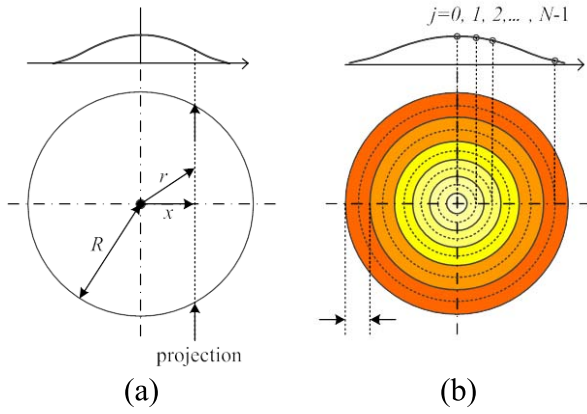 j=0, 1, 2,... , N-1
r
x
R
projection
(a)
(b)